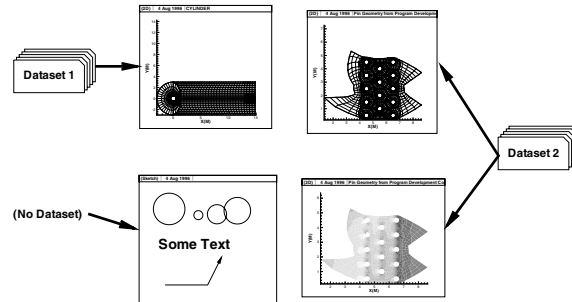 (2D) 4 Aug 1996 CYLINDER
Y(M)
X(M)
Dataset 1
(2D) 4 Aug 1996 Pin Geometry from Program Developmen
Y(M)
X(M)
Dataset 2
(Sketch) 4 Aug 1996
Some Text
(No Dataset)
(2D) 4 Aug 1996 Pin Geometry from Program Development Co
Y(M)
X(M)